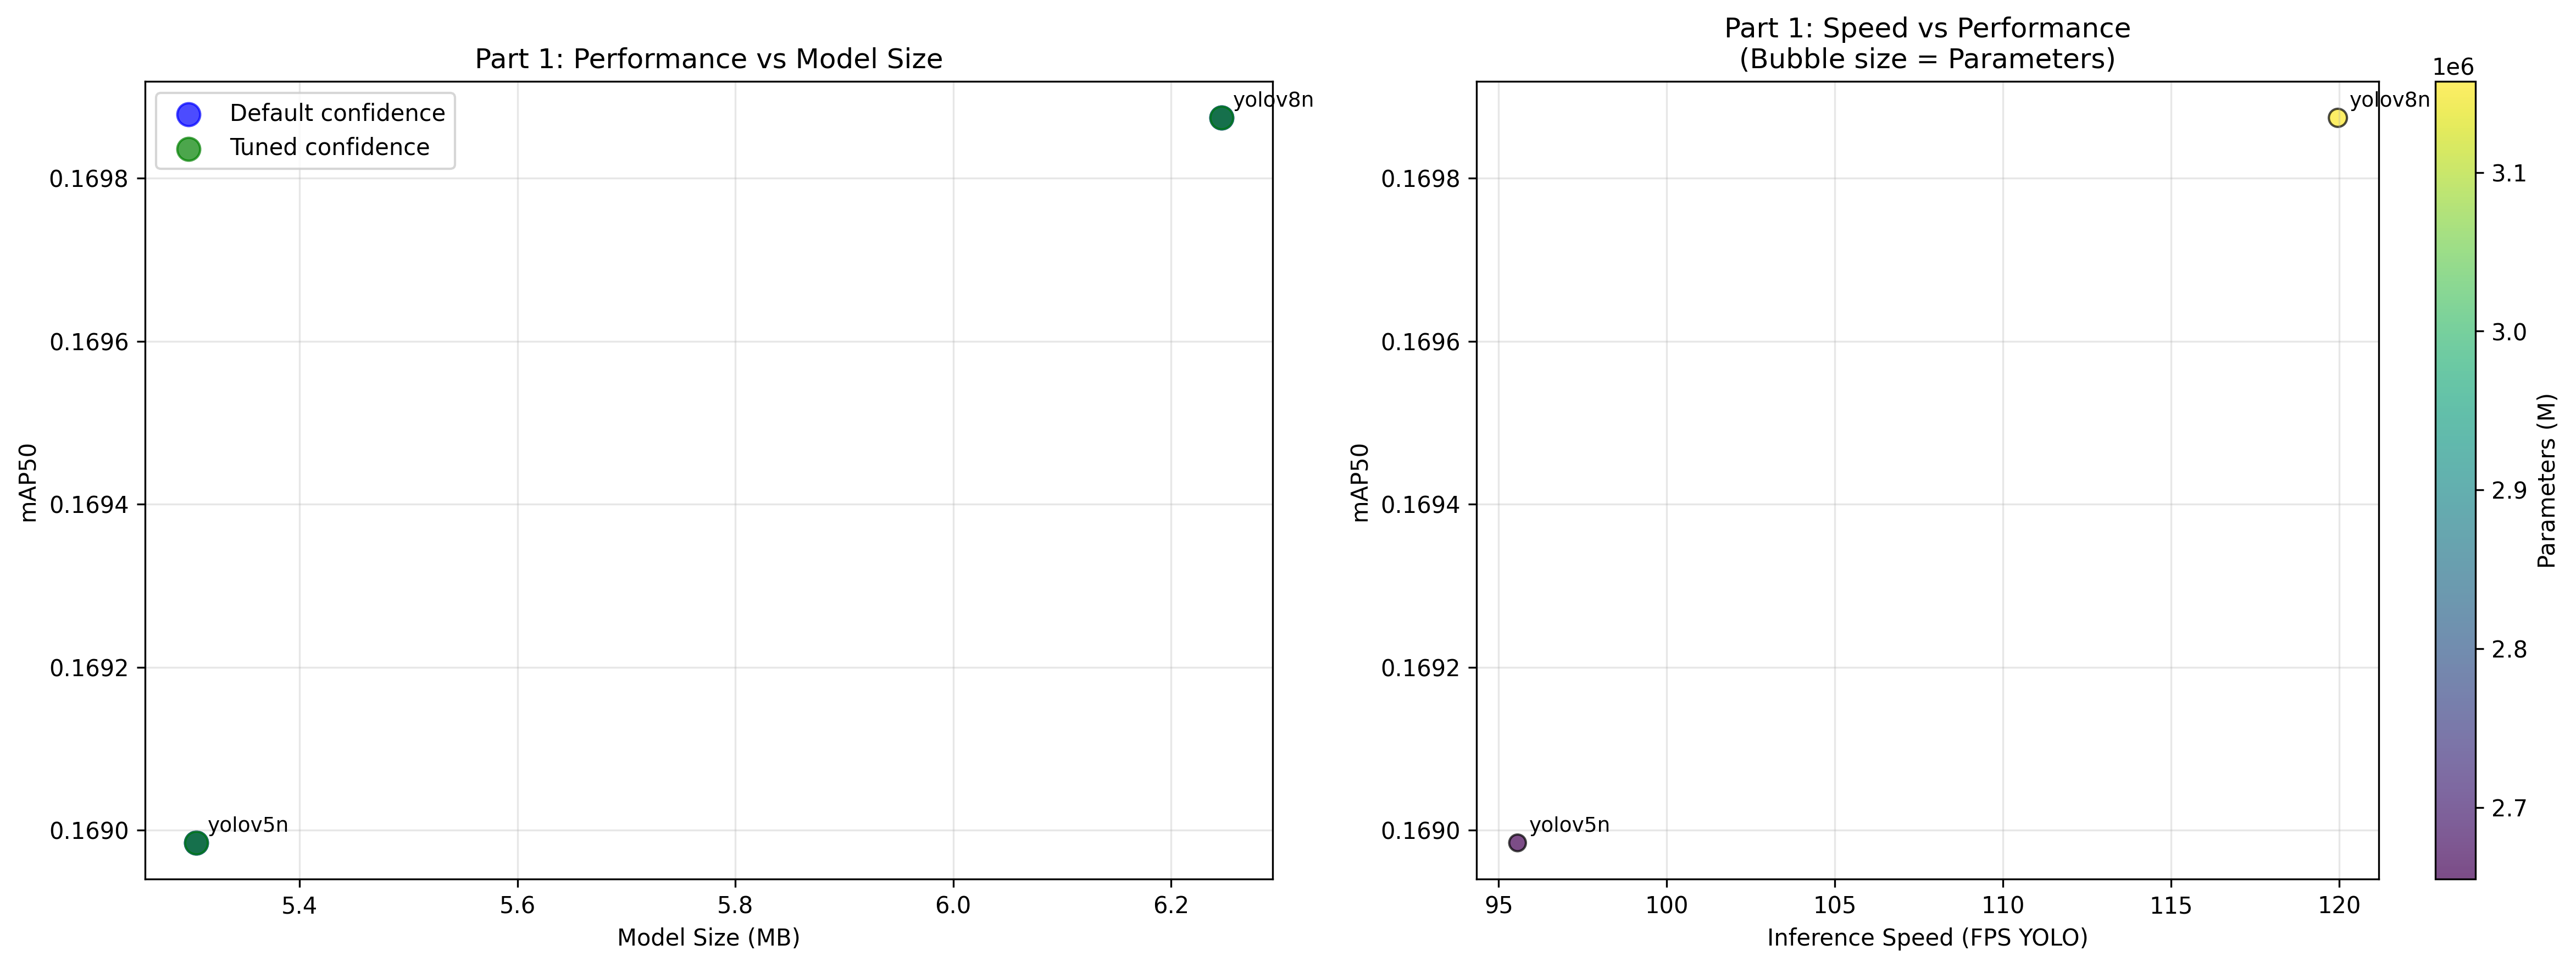 Part 1: Performance vs Model Size
Default confidence
Tuned confidence
yolov8n
yolov5n
0.1698
0.1696
0.1694
0.1692
0.1690
mAP50
5.4
5.6
5.8
6.0
6.2
Model Size (MB)
Part 1: Speed vs Performance
(Bubble size = Parameters)
yolov8n
yolov5n
0.1698
0.1696
0.1694
0.1692
0.1690
mAP50
95
100
105
110
115
120
Inference Speed (FPS YOLO)
1e6
3.1
3.0
2.9
2.8
2.7
Parameters (M)